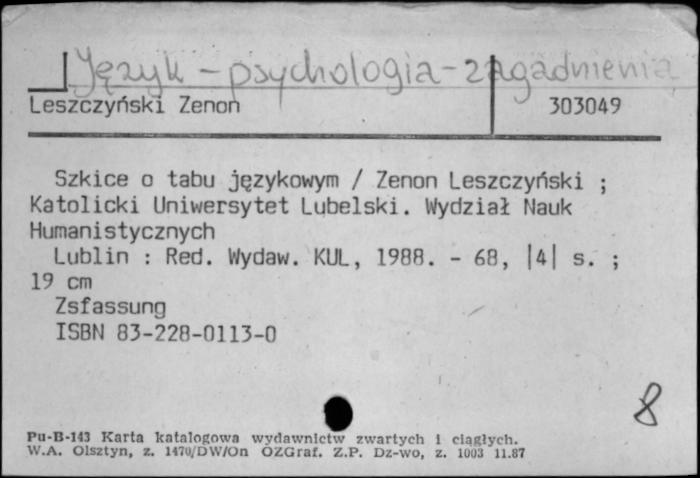 Język - psychologia - zagadnienia
Leszczyński Zenon 303049
Szkice o tabu językowym / Zenon Leszczyński ;
Katolicki Uniwersytet Lubelski. Wydział Nauk
Humanistycznych
Lublin : Red. Wydaw. KUL, 1988. - 68, |4| s. ;
19 cm
Zsfassung
ISBN 83-228-0113-0
8
Pu-B-143 Karta katalogowa wydawnictw zwartych i ciągłych.
W.A. Olsztyn, z. 1470/DW/On OZGraf. Z.P. Dz-wo, z. 1003 11.87